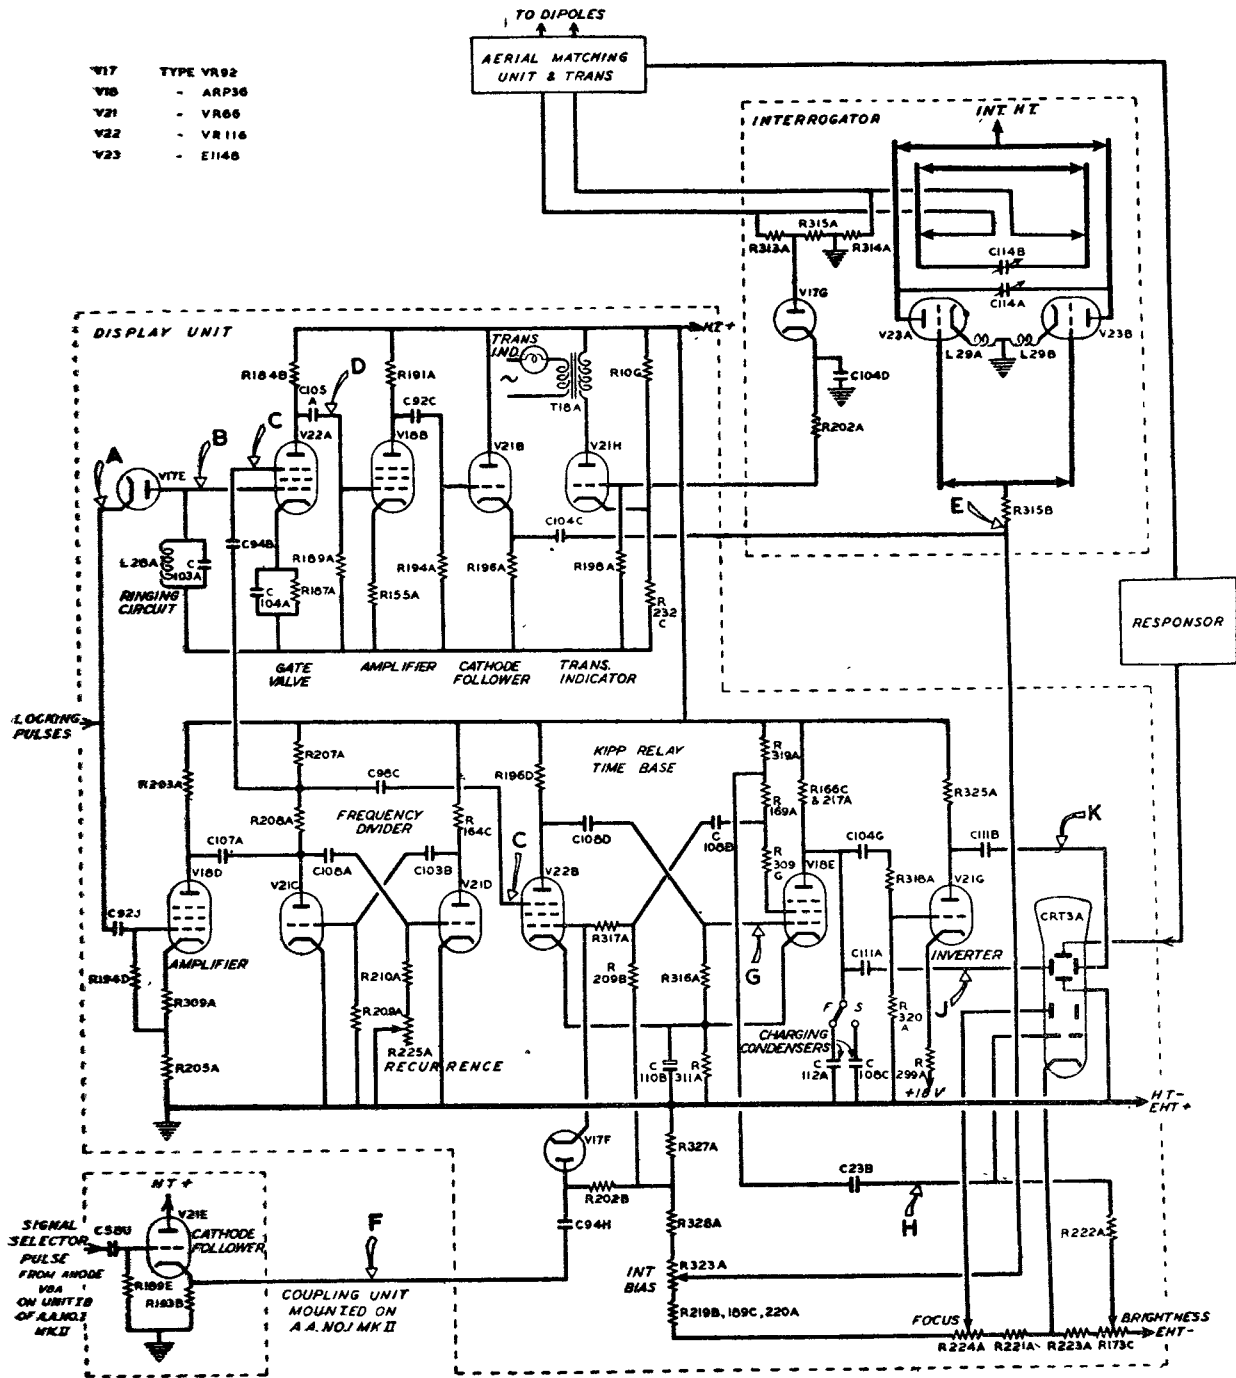 TO DIPOLES
AERIAL MATCHING
UNIT & TRANS
V17 TYPE VR92
V18 - ARP36
V21 - VR66
V22 - VR116
V23 - E1148
INTERROGATOR
INT. HT.
R315A
R313A
R314A
C114B
C114A
V17G
V23A
V23B
L29A
L29B
C104D
R202A
E
R315B
RESPONSOR
DISPLAY UNIT
HT+
TRANS
IND.
R184B
C105
A
D
R191A
C92C
T18A
R10G
A
B
C
V17E
V22A
V18B
V21B
V21H
C94B
C104C
L28A
C
103A
RINGING
CIRCUIT
R189A
C
104A
R187A
R155A
R194A
R196A
R198A
R
232
C
GATE
VALVE
AMPLIFIER
CATHODE
FOLLOWER
TRANS.
INDICATOR
LOCKING
PULSES
R207A
C98C
R196D
KIPP RELAY
TIME BASE
R
319A
R203A
R208A
FREQUENCY
DIVIDER
R
164C
R
169A
R166C
& 217A
R325A
C107A
C108A
C103B
C108D
C
108B
R
309
G
C104G
C111B
K
V18D
V21C
V21D
C
V22B
V18E
R318A
V21G
C92J
CRT3A
R194D
AMPLIFIER
R317A
R210A
R
209B
R316A
G
C111A
INVERTER
J
R309A
R209A
R225A
RECURRENCE
F S
CHARGING
CONDENSERS
R
320
A
R205A
C
110B
R
311A
C
112A
C
108C
R
299A
+18 V
HT-
EHT+
V17F
R327A
C23B
H
R202B
C94H
R328A
R222A
HT+
V21E
C58U
CATHODE
FOLLOWER
SIGNAL
SELECTOR
PULSE
FROM ANODE
V8A
ON UNIT IB
OF A.A.NO.I
MK II
R189E
R193B
F
COUPLING UNIT
MOUNTED ON
A A.NO.I MK II
INT
BIAS
R323A
R219B, 189C, 220A
FOCUS
BRIGHTNESS
EHT-
R224A
R221A
R223A
R173C